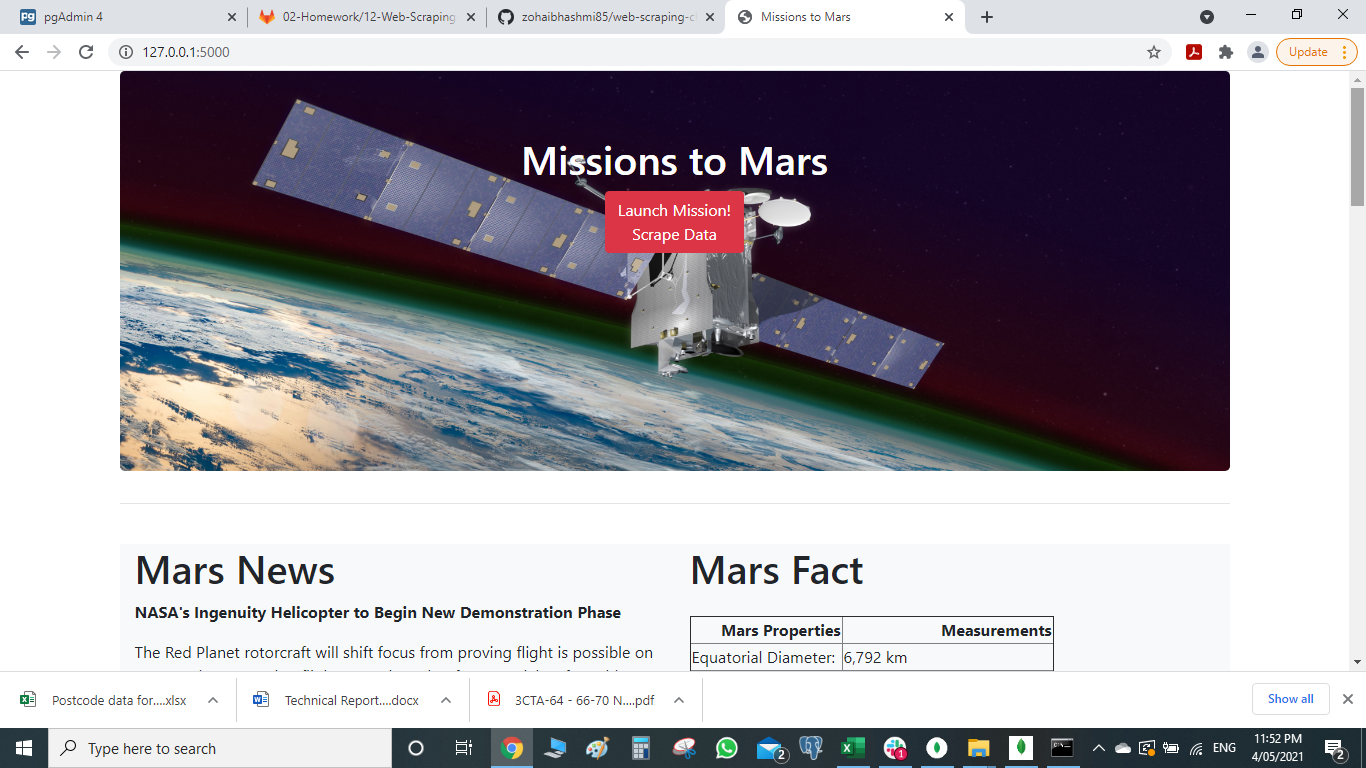 pgAdmin 4
02-Homework/12-Web-Scraping
zohaibhashmi85/web-scraping-c
Missions to Mars
127.0.0.1:5000
Update
Missions to Mars
Launch Mission!
Scrape Data
Mars News
NASA's Ingenuity Helicopter to Begin New Demonstration Phase
The Red Planet rotorcraft will shift focus from proving flight is possible on
Mars Fact
Mars Properties Measurements
Equatorial Diameter: 6,792 km
Postcode data for....xlsx
Technical Report....docx
3CTA-64 - 66-70 N....pdf
Show all
Type here to search
2
1
ENG
11:52 PM
4/05/2021
2